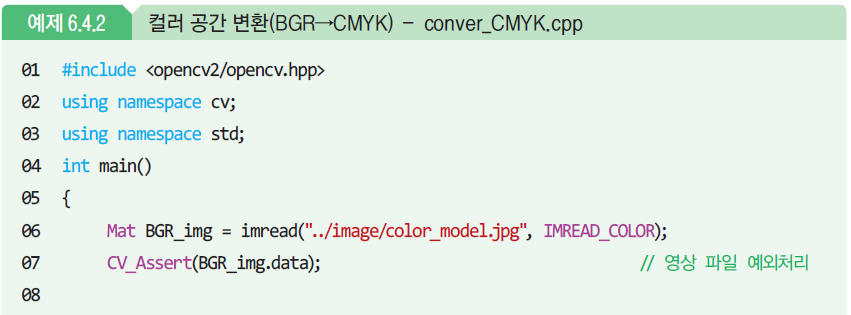 예제 6.4.2 컬러 공간 변환(BGR→CMYK) - conver_CMYK.cpp
01 #include <opencv2/opencv.hpp>
02 using namespace cv;
03 using namespace std;
04 int main()
05 {
06 Mat BGR_img = imread("../image/color_model.jpg", IMREAD_COLOR);
07 CV_Assert(BGR_img.data); // 영상 파일 예외처리
08